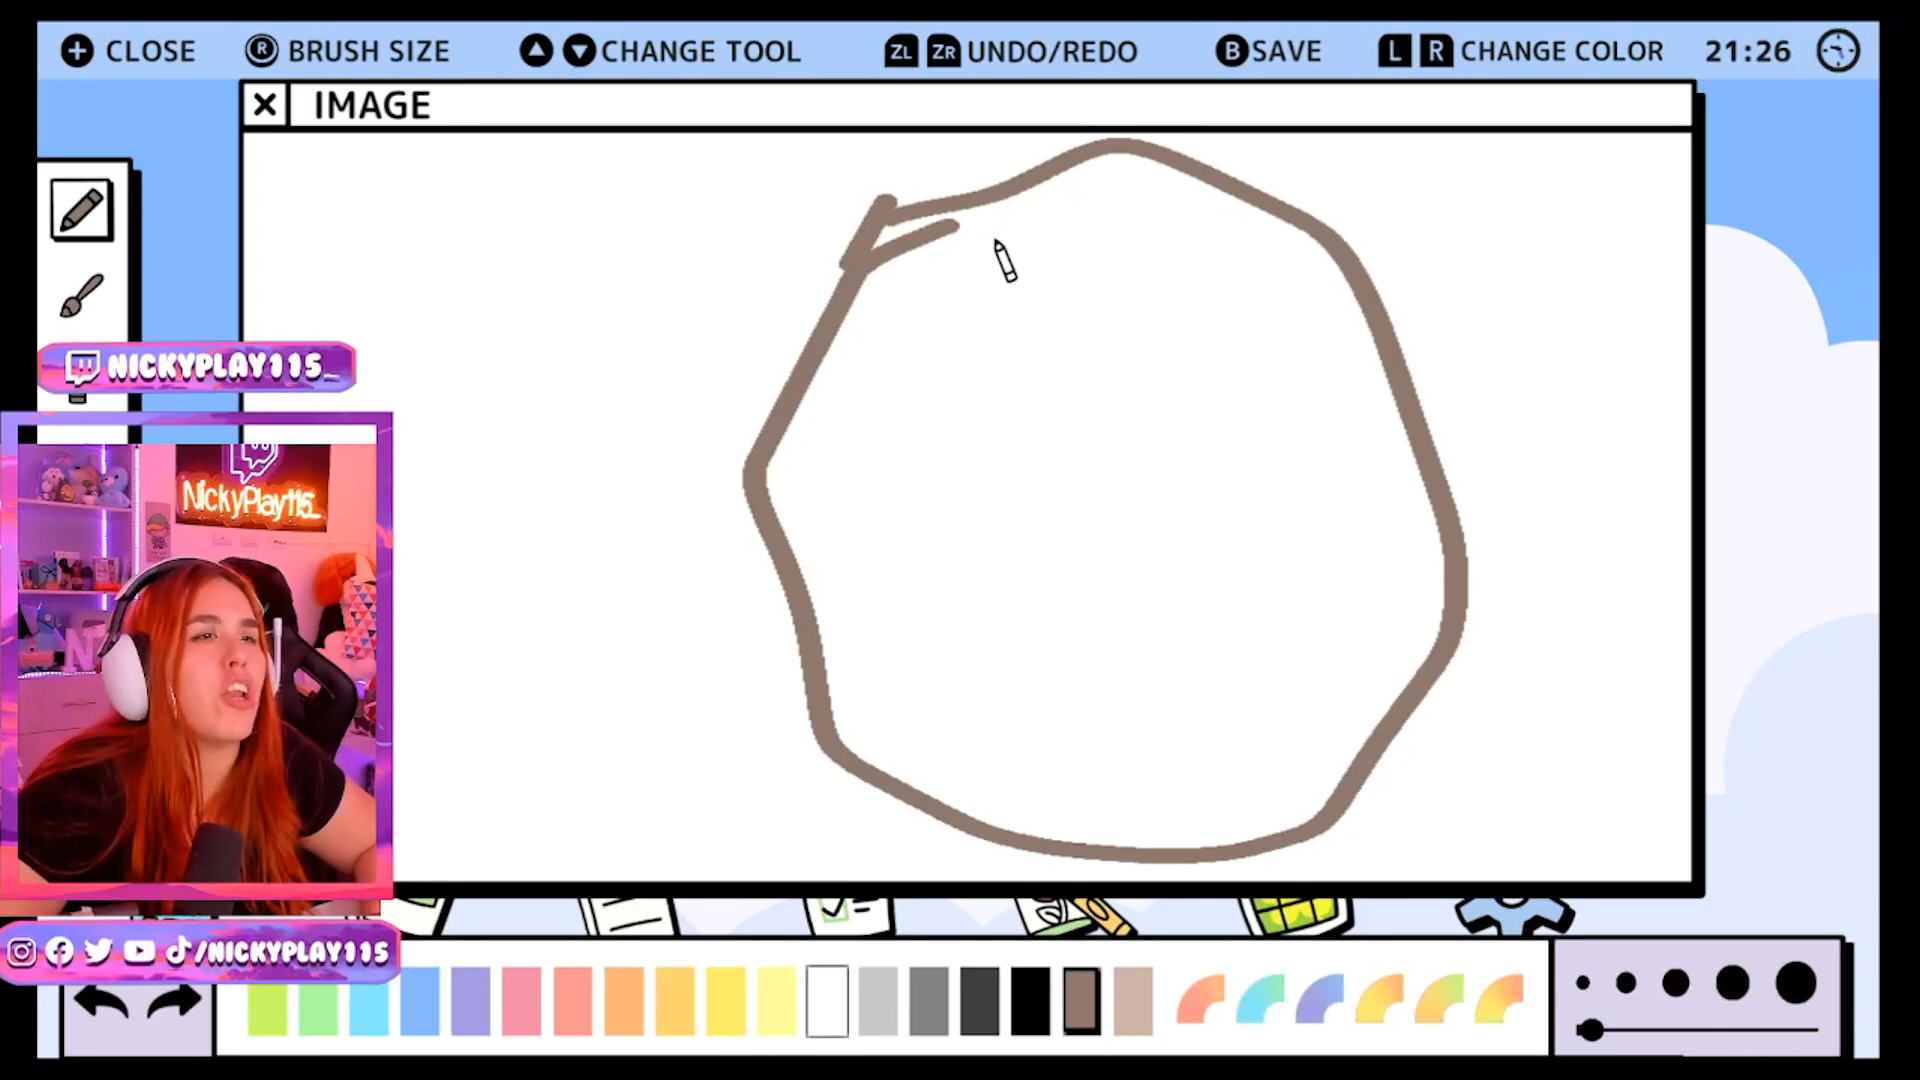 + CLOSE
R BRUSH SIZE
CHANGE TOOL
ZL ZR UNDO/REDO
B SAVE
L R CHANGE COLOR
21:26
X IMAGE
NICKYPLAY115_
NickyPlay115_
/NICKYPLAY115